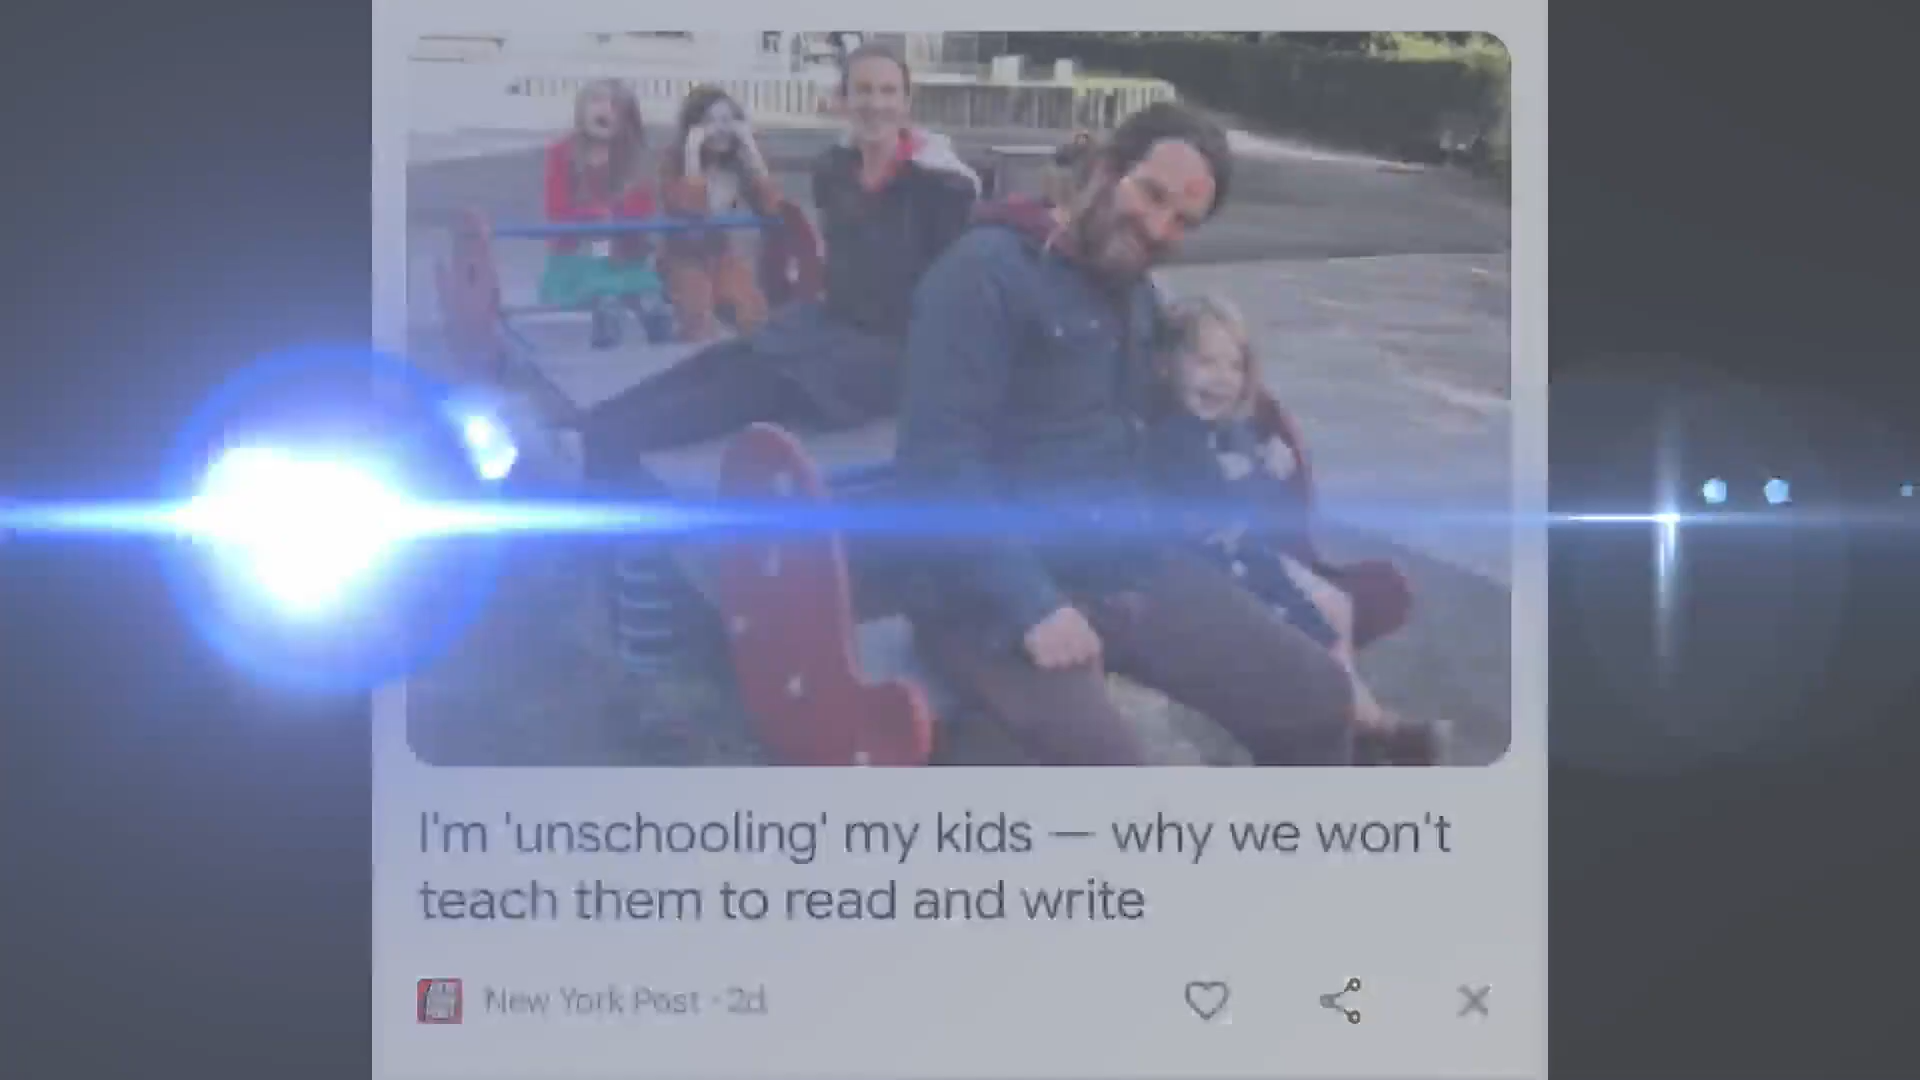 I'm 'unschooling' my kids — why we won't
teach them to read and write
New York Post · 2d